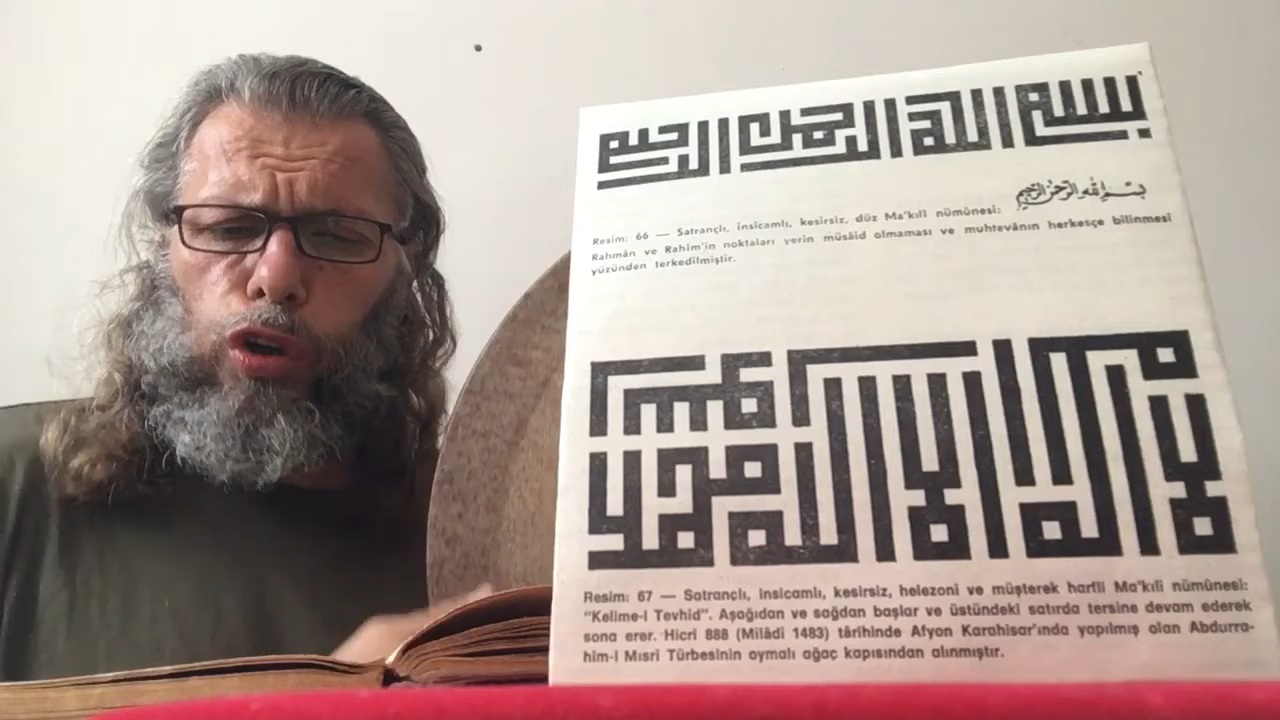 بسم الله الرحمن الرحيم
بسم الله الرحمن الرحيم
Resim: 66 — Satrançlı, insicamlı, kesirsiz, düz Ma'kılî nümûnesi:
Rahmân ve Rahîm'in noktaları yerin müsâid olmaması ve muhtevânın herkesçe bilinmesi
yüzünden terkedilmiştir.
لا اله الا الله محمد رسول الله
Resim: 67 — Satrançlı, insicamlı, kesirsiz, helezonî ve müşterek harfli Ma'kılî nümûnesi:
"Kelime-i Tevhid". Aşağıdan ve sağdan başlar ve üstündeki satırda tersine devam ederek
sona erer. Hicrî 888 (Milâdi 1483) târihinde Afyon Karahisar'ında yapılmış olan Abdurra-
him-i Mısrî Türbesinin oymalı ağaç kapısından alınmıştır.